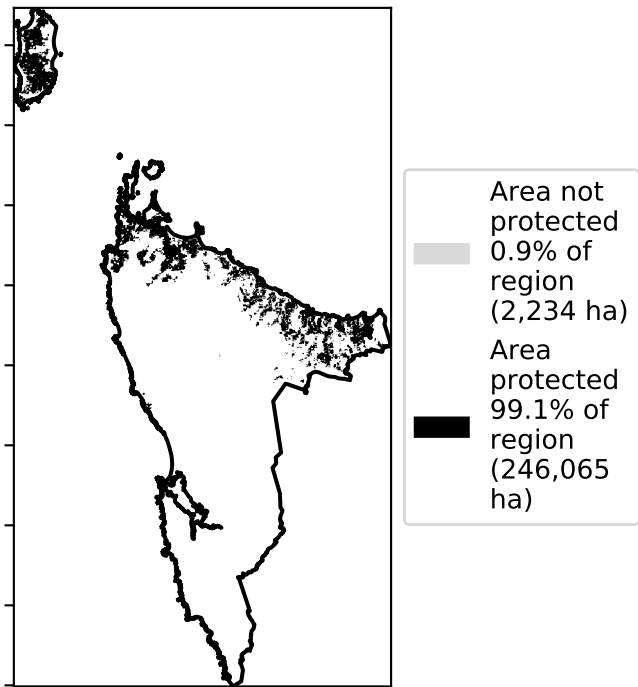 Area not
protected
0.9% of
region
(2,234 ha)
Area
protected
99.1% of
region
(246,065
ha)